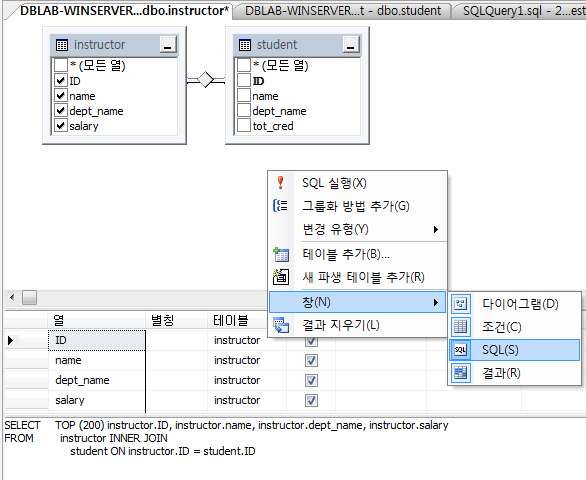 DBLAB-WINSERVER...dbo.instructor* DBLAB-WINSERVER...t - dbo.student SQLQuery1.sql - 2...est
instructor
* (모든 열)
ID
name
dept_name
salary
student
* (모든 열)
ID
name
dept_name
tot_cred
SQL 실행(X)
그룹화 방법 추가(G)
변경 유형(Y)
테이블 추가(B)...
새 파생 테이블 추가(R)
창(N)
결과 지우기(L)
다이어그램(D)
조건(C)
SQL SQL(S)
결과(R)
열 별칭 테이블
ID instructor
name instructor
dept_name instructor
salary instructor
SELECT TOP (200) instructor.ID, instructor.name, instructor.dept_name, instructor.salary
FROM instructor INNER JOIN
student ON instructor.ID = student.ID